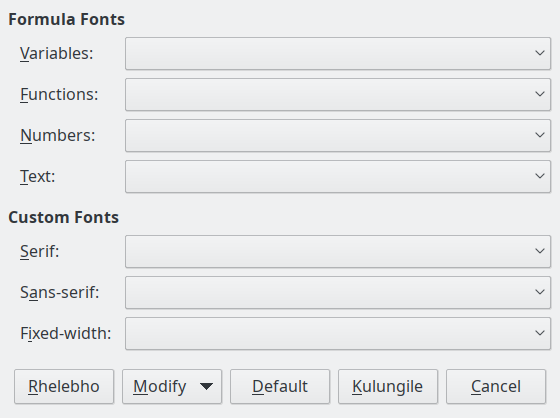 Formula Fonts
Variables:
Functions:
Numbers:
Text:
Custom Fonts
Serif:
Sans-serif:
Fixed-width:
Rhelebho Modify Default Kulungile Cancel